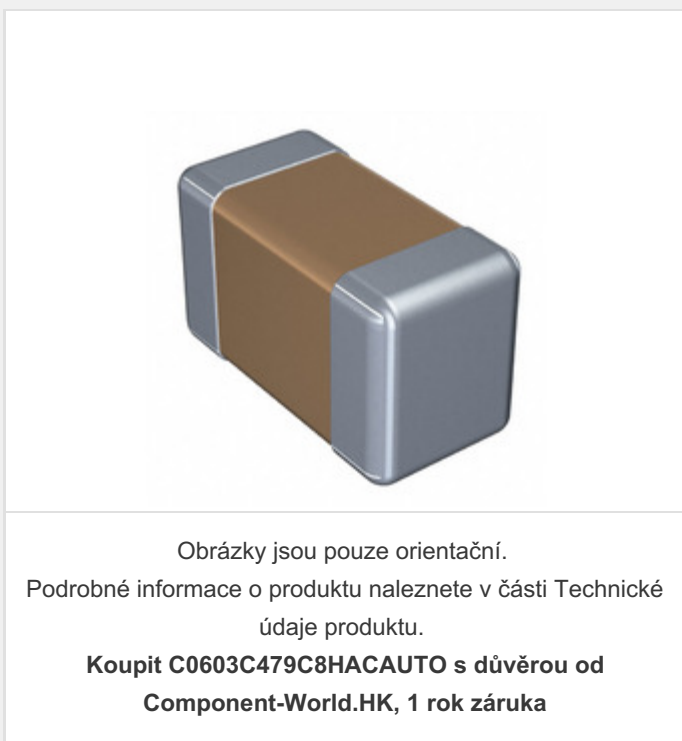 Obrázky jsou pouze orientační.
Podrobné informace o produktu naleznete v části Technické
údaje produktu.
Koupit C0603C479C8HACAUTO s důvěrou od
Component-World.HK, 1 rok záruka